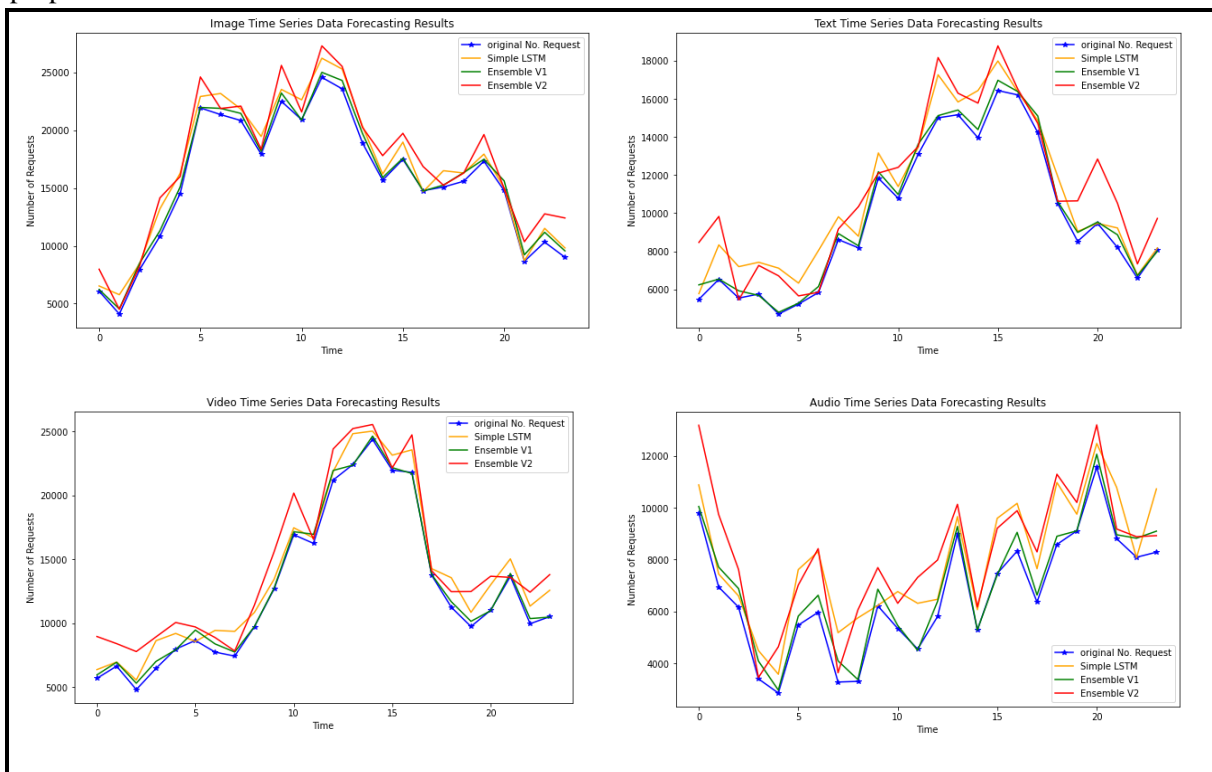 Image Time Series Data Forecasting Results
original No. Request
Simple LSTM
Ensemble V1
Ensemble V2
25000
20000
15000
10000
5000
Number of Requests
0 5 10 15 20
Time
Text Time Series Data Forecasting Results
original No. Request
Simple LSTM
Ensemble V1
Ensemble V2
18000
16000
14000
12000
10000
8000
6000
Number of Requests
0 5 10 15 20
Time
Video Time Series Data Forecasting Results
original No. Request
Simple LSTM
Ensemble V1
Ensemble V2
25000
20000
15000
10000
5000
Number of Requests
0 5 10 15 20
Time
Audio Time Series Data Forecasting Results
12000
10000
8000
6000
4000
Number of Requests
original No. Request
Simple LSTM
Ensemble V1
Ensemble V2
0 5 10 15 20
Time